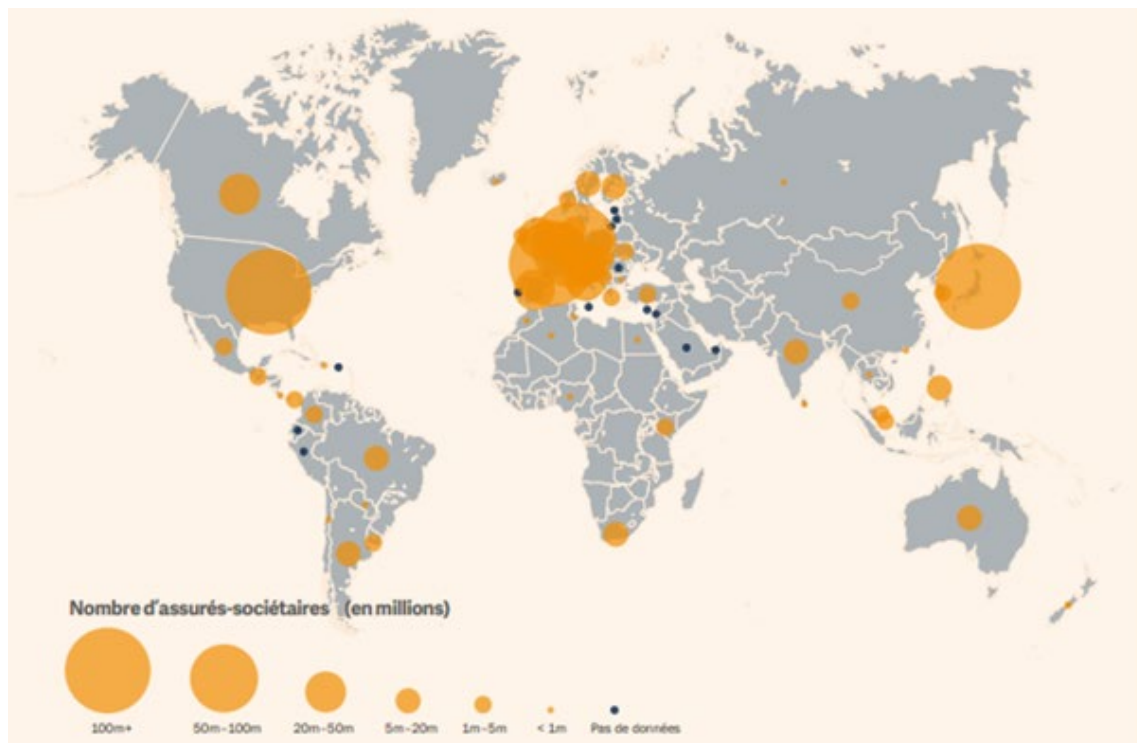 Nombre d'assurés-sociétaires (en millions)
100m+ 50m-100m 20m-50m 5m-20m 1m-5m < 1m Pas de données